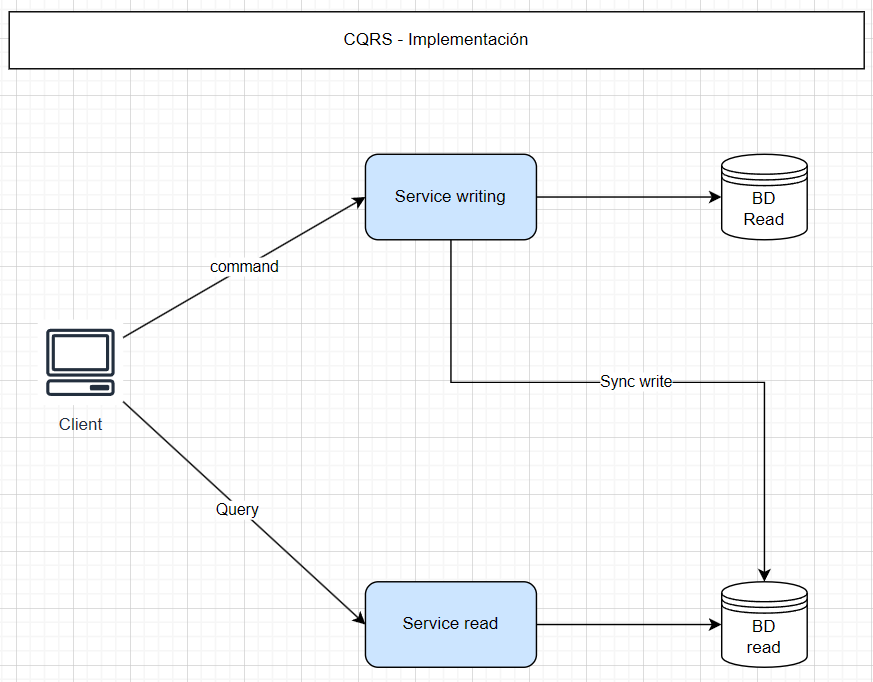 CQRS - Implementación
Service writing
BD
Read
command
Client
Sync write
Query
Service read
BD
read